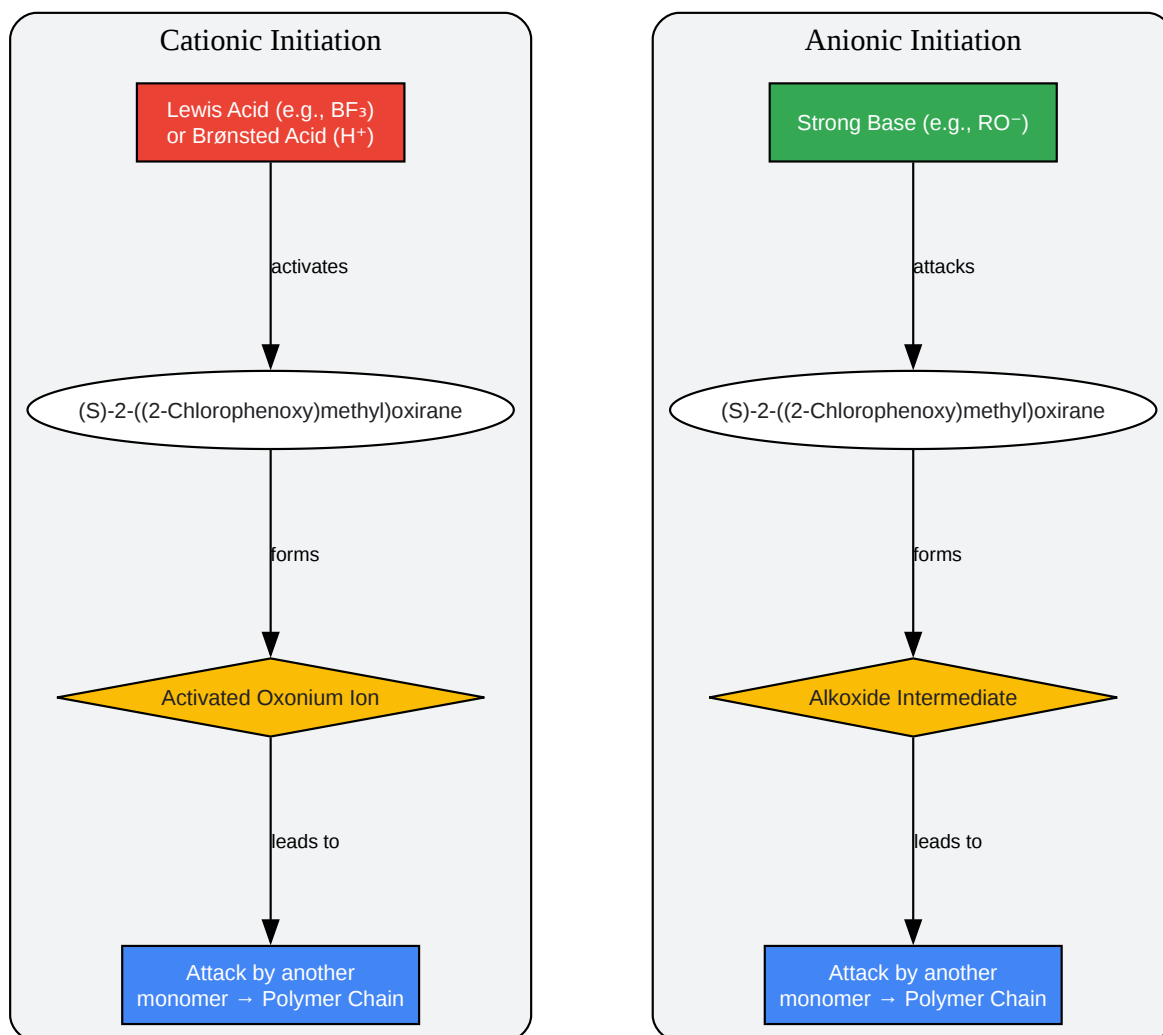 Cationic Initiation
Lewis Acid (e.g., BF₃)
or Brønsted Acid (H⁺)
activates
(S)-2-((2-Chlorophenoxy)methyl)oxirane
forms
Activated Oxonium Ion
leads to
Attack by another
monomer → Polymer Chain
Anionic Initiation
Strong Base (e.g., RO⁻)
attacks
(S)-2-((2-Chlorophenoxy)methyl)oxirane
forms
Alkoxide Intermediate
leads to
Attack by another
monomer → Polymer Chain